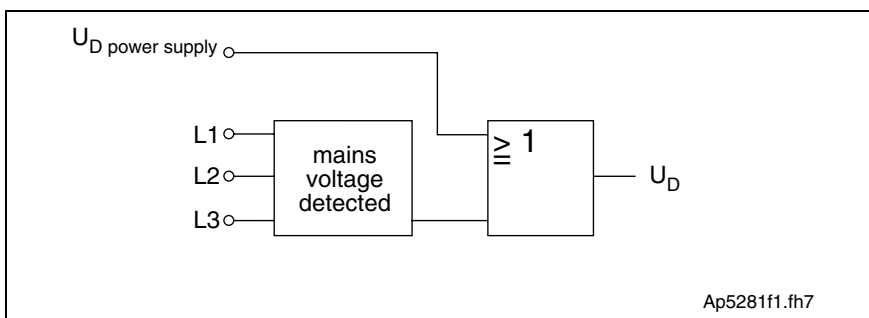 U_D power supply
L1
L2
L3
mains
voltage
detected
≧ 1
U_D
Ap5281f1.fh7